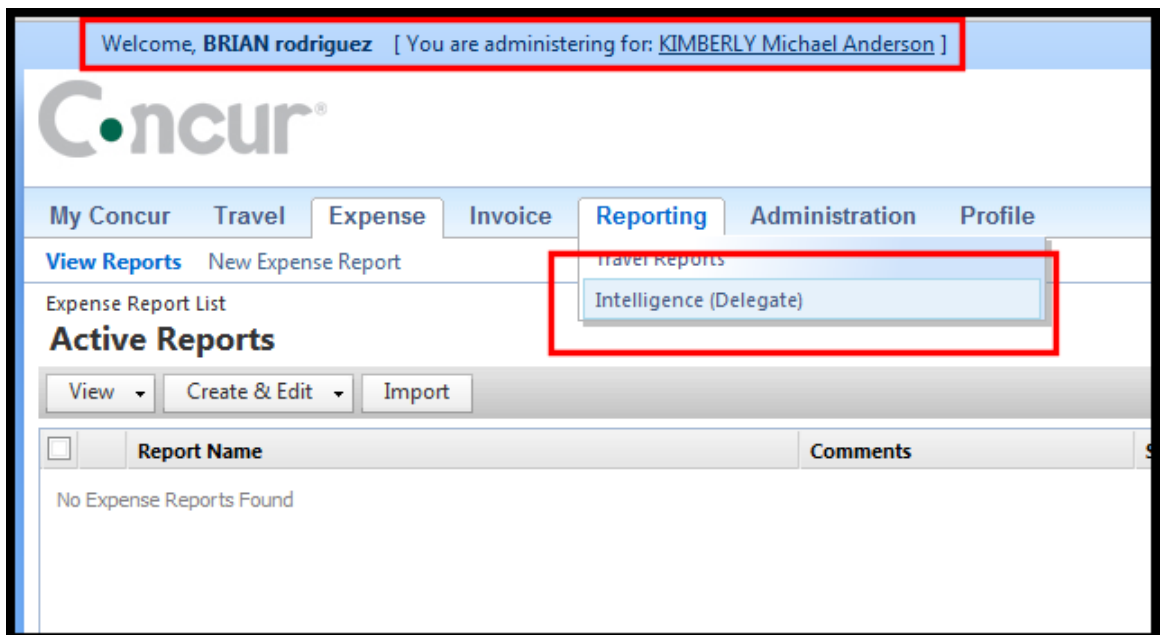 Welcome, BRIAN rodriguez [ You are administering for: KIMBERLY Michael Anderson ]
Concur®
My Concur Travel Expense Invoice Reporting Administration Profile
View Reports New Expense Report
Travel Reports
Intelligence (Delegate)
Expense Report List
Active Reports
View Create & Edit Import
Report Name Comments
No Expense Reports Found